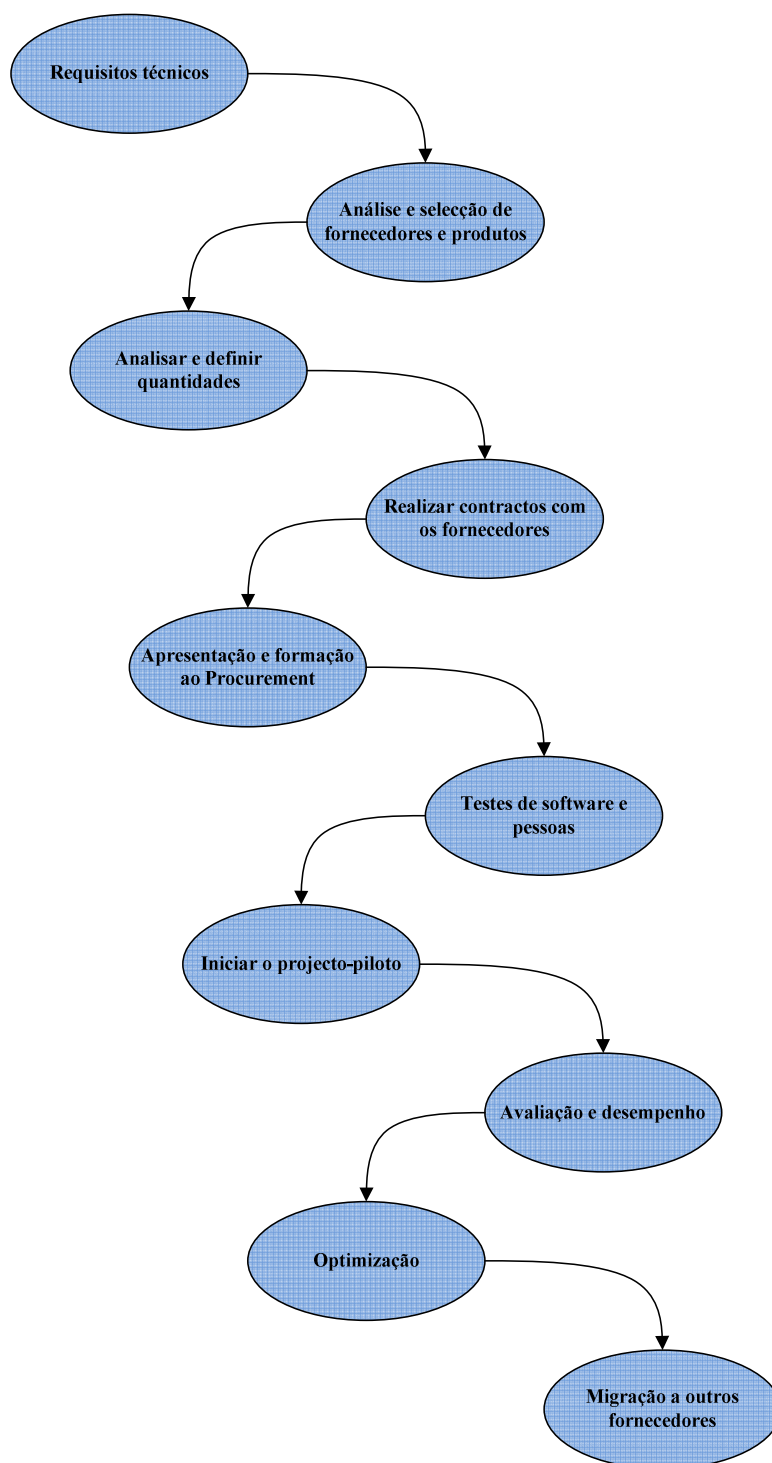 Requisitos técnicos
Análise e selecção de
fornecedores e produtos
Analisar e definir
quantidades
Realizar contractos com
os fornecedores
Apresentação e formação
ao Procurement
Testes de software e
pessoas
Iniciar o projecto-piloto
Avaliação e desempenho
Optimização
Migração a outros
fornecedores